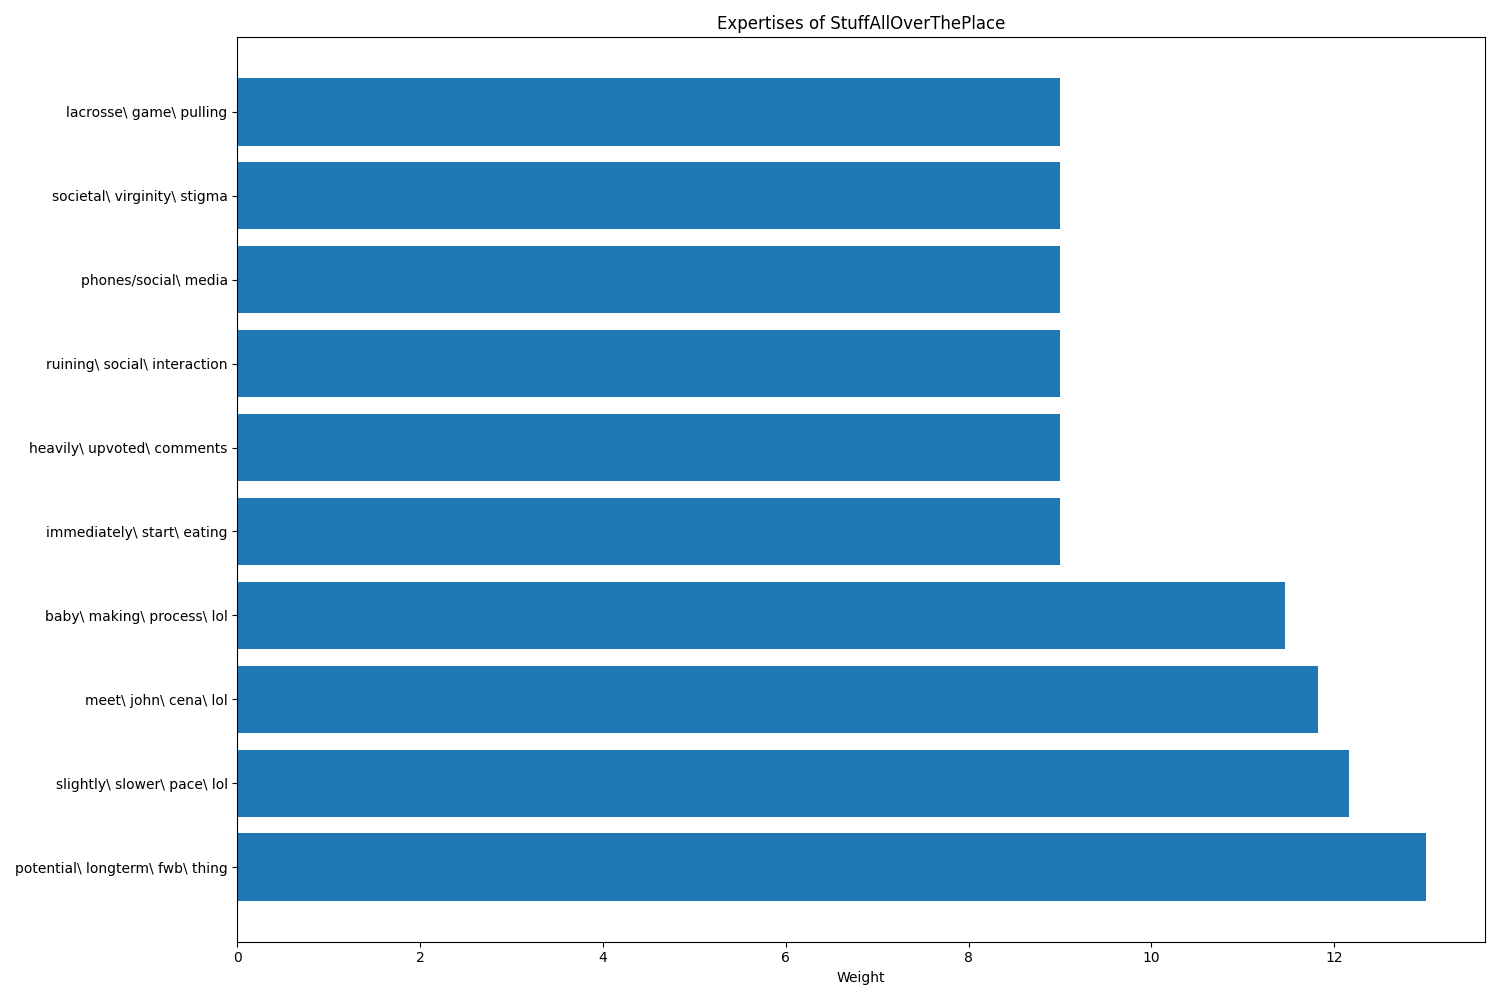 Expertises of StuffAllOverThePlace
lacrosse\ game\ pulling
societal\ virginity\ stigma
phones/social\ media
ruining\ social\ interaction
heavily\ upvoted\ comments
immediately\ start\ eating
baby\ making\ process\ lol
meet\ john\ cena\ lol
slightly\ slower\ pace\ lol
potential\ longterm\ fwb\ thing
0 2 4 6 8 10 12
Weight